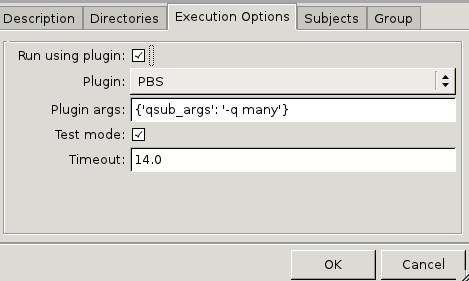 Description Directories Execution Options Subjects Group
Run using plugin:
Plugin: PBS
Plugin args: {'qsub_args': '-q many'}
Test mode:
Timeout: 14.0
OK Cancel